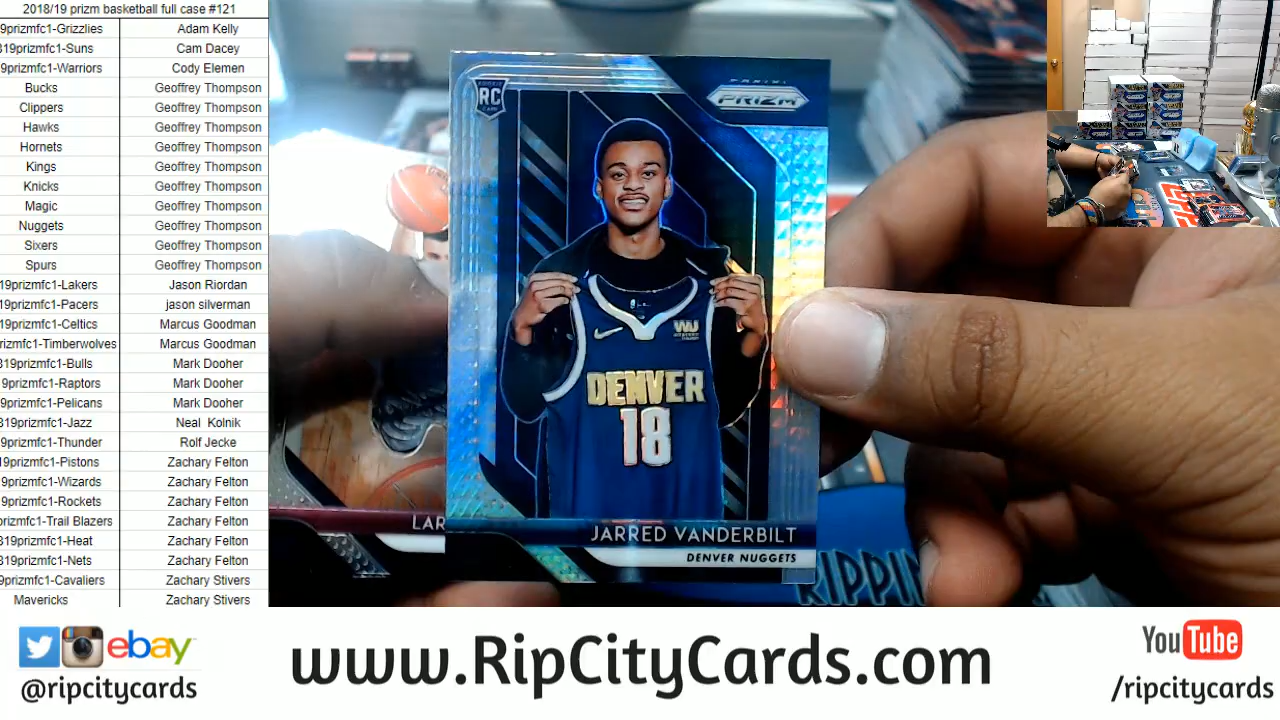 2018/19 prizm basketball full case #121
9prizmfc1-Grizzlies Adam Kelly
319prizmfc1-Suns Cam Dacey
9prizmfc1-Warriors Cody Elemen
Bucks Geoffrey Thompson
Clippers Geoffrey Thompson
Hawks Geoffrey Thompson
Hornets Geoffrey Thompson
Kings Geoffrey Thompson
Knicks Geoffrey Thompson
Magic Geoffrey Thompson
Nuggets Geoffrey Thompson
Sixers Geoffrey Thompson
Spurs Geoffrey Thompson
19prizmfc1-Lakers Jason Riordan
19prizmfc1-Pacers jason silverman
19prizmfc1-Celtics Marcus Goodman
rizmfc1-Timberwolves Marcus Goodman
319prizmfc1-Bulls Mark Dooher
9prizmfc1-Raptors Mark Dooher
9prizmfc1-Pelicans Mark Dooher
319prizmfc1-Jazz Neal Kolnik
9prizmfc1-Thunder Rolf Jecke
19prizmfc1-Pistons Zachary Felton
9prizmfc1-Wizards Zachary Felton
9prizmfc1-Rockets Zachary Felton
prizmfc1-Trail Blazers Zachary Felton
319prizmfc1-Heat Zachary Felton
319prizmfc1-Nets Zachary Felton
9prizmfc1-Cavaliers Zachary Stivers
Mavericks Zachary Stivers
ROOKIE
RC
CARD
PANINI
PRIZM
DENVER
18
LAR
JARRED VANDERBILT
DENVER NUGGETS
RIPPIN
ebay
@ripcitycards
www.RipCityCards.com
YouTube
/ripcitycards